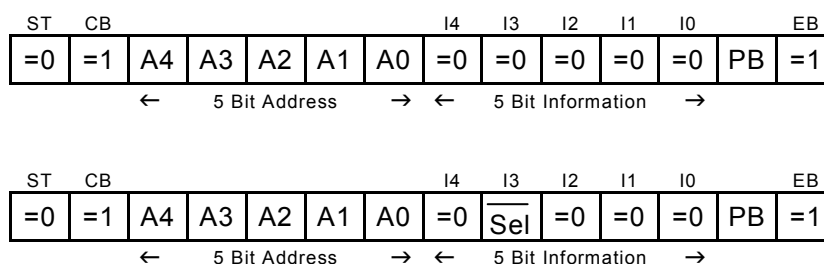 ST CB I4 I3 I2 I1 I0 EB
=0 =1 A4 A3 A2 A1 A0 =0 =0 =0 =0 =0 PB =1
← 5 Bit Address → ← 5 Bit Information →
ST CB I4 I3 I2 I1 I0 EB
=0 =1 A4 A3 A2 A1 A0 =0 S̅e̅l̅ =0 =0 =0 PB =1
← 5 Bit Address → ← 5 Bit Information →